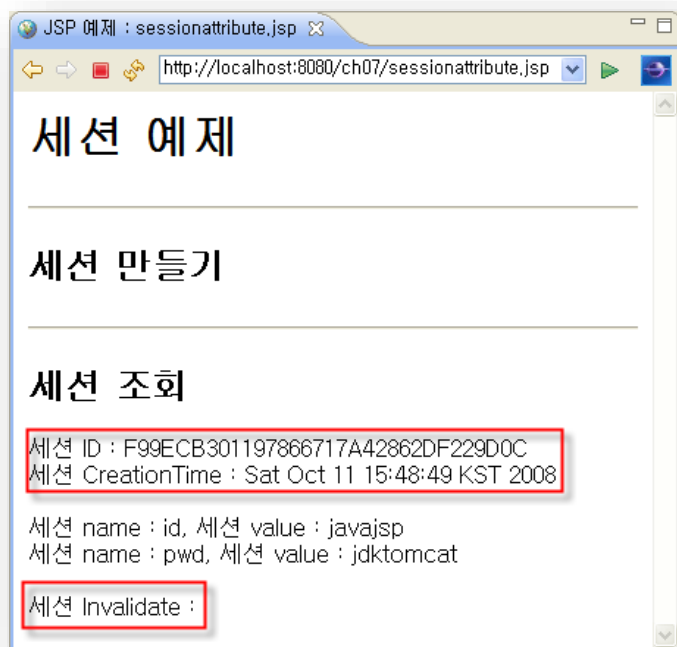 JSP 예제 : sessionattribute.jsp
http://localhost:8080/ch07/sessionattribute.jsp
세션 예제
세션 만들기
세션 조회
세션 ID : F99ECB301197866717A42862DF229D0C
세션 CreationTime : Sat Oct 11 15:48:49 KST 2008
세션 name : id, 세션 value : javajsp
세션 name : pwd, 세션 value : jdktomcat
세션 Invalidate :